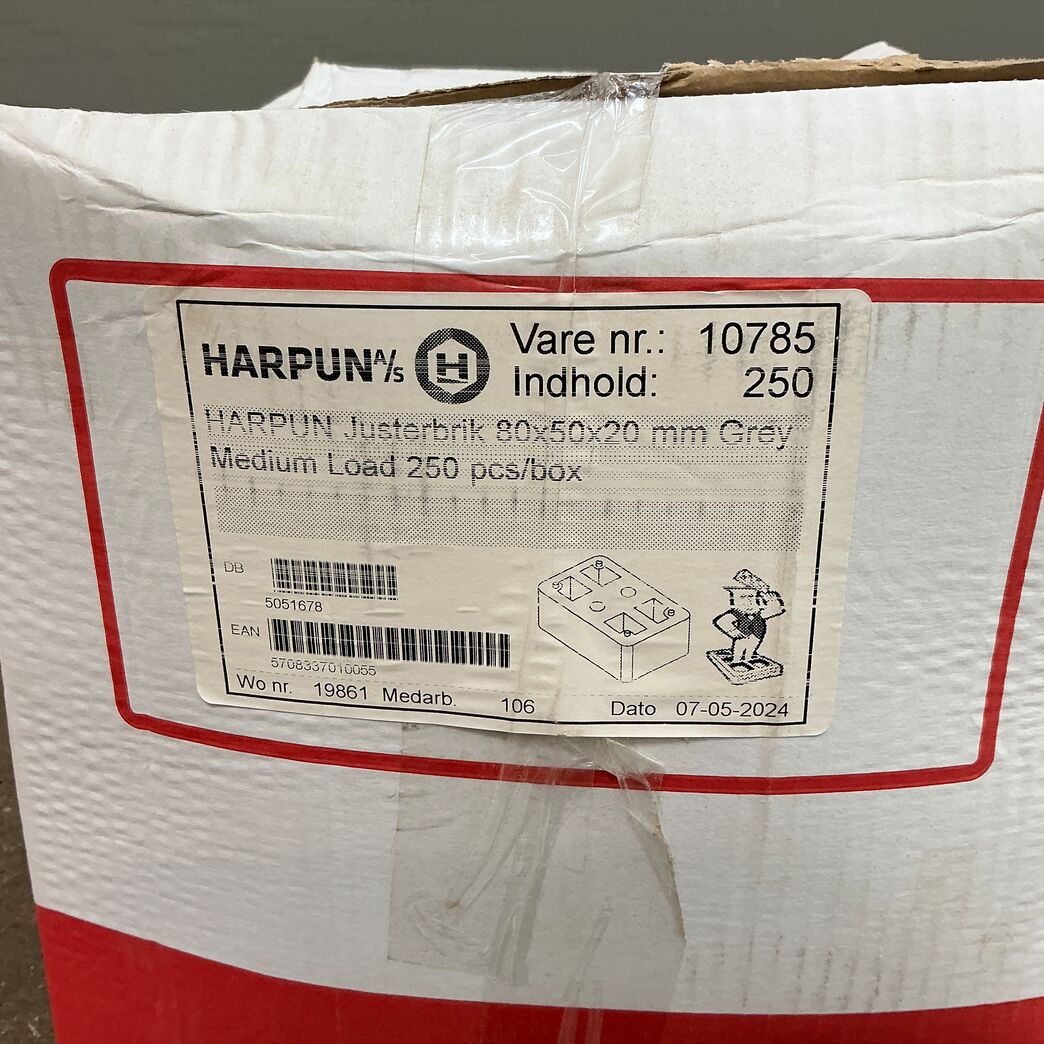 HARPUN A/S H
Vare nr.: 10785
Indhold: 250
HARPUN Justerbrik 80x50x20 mm Grey
Medium Load 250 pcs/box
DB
5051678
EAN
5708337010055
Wo nr. 19861 Medarb. 106 Dato 07-05-2024